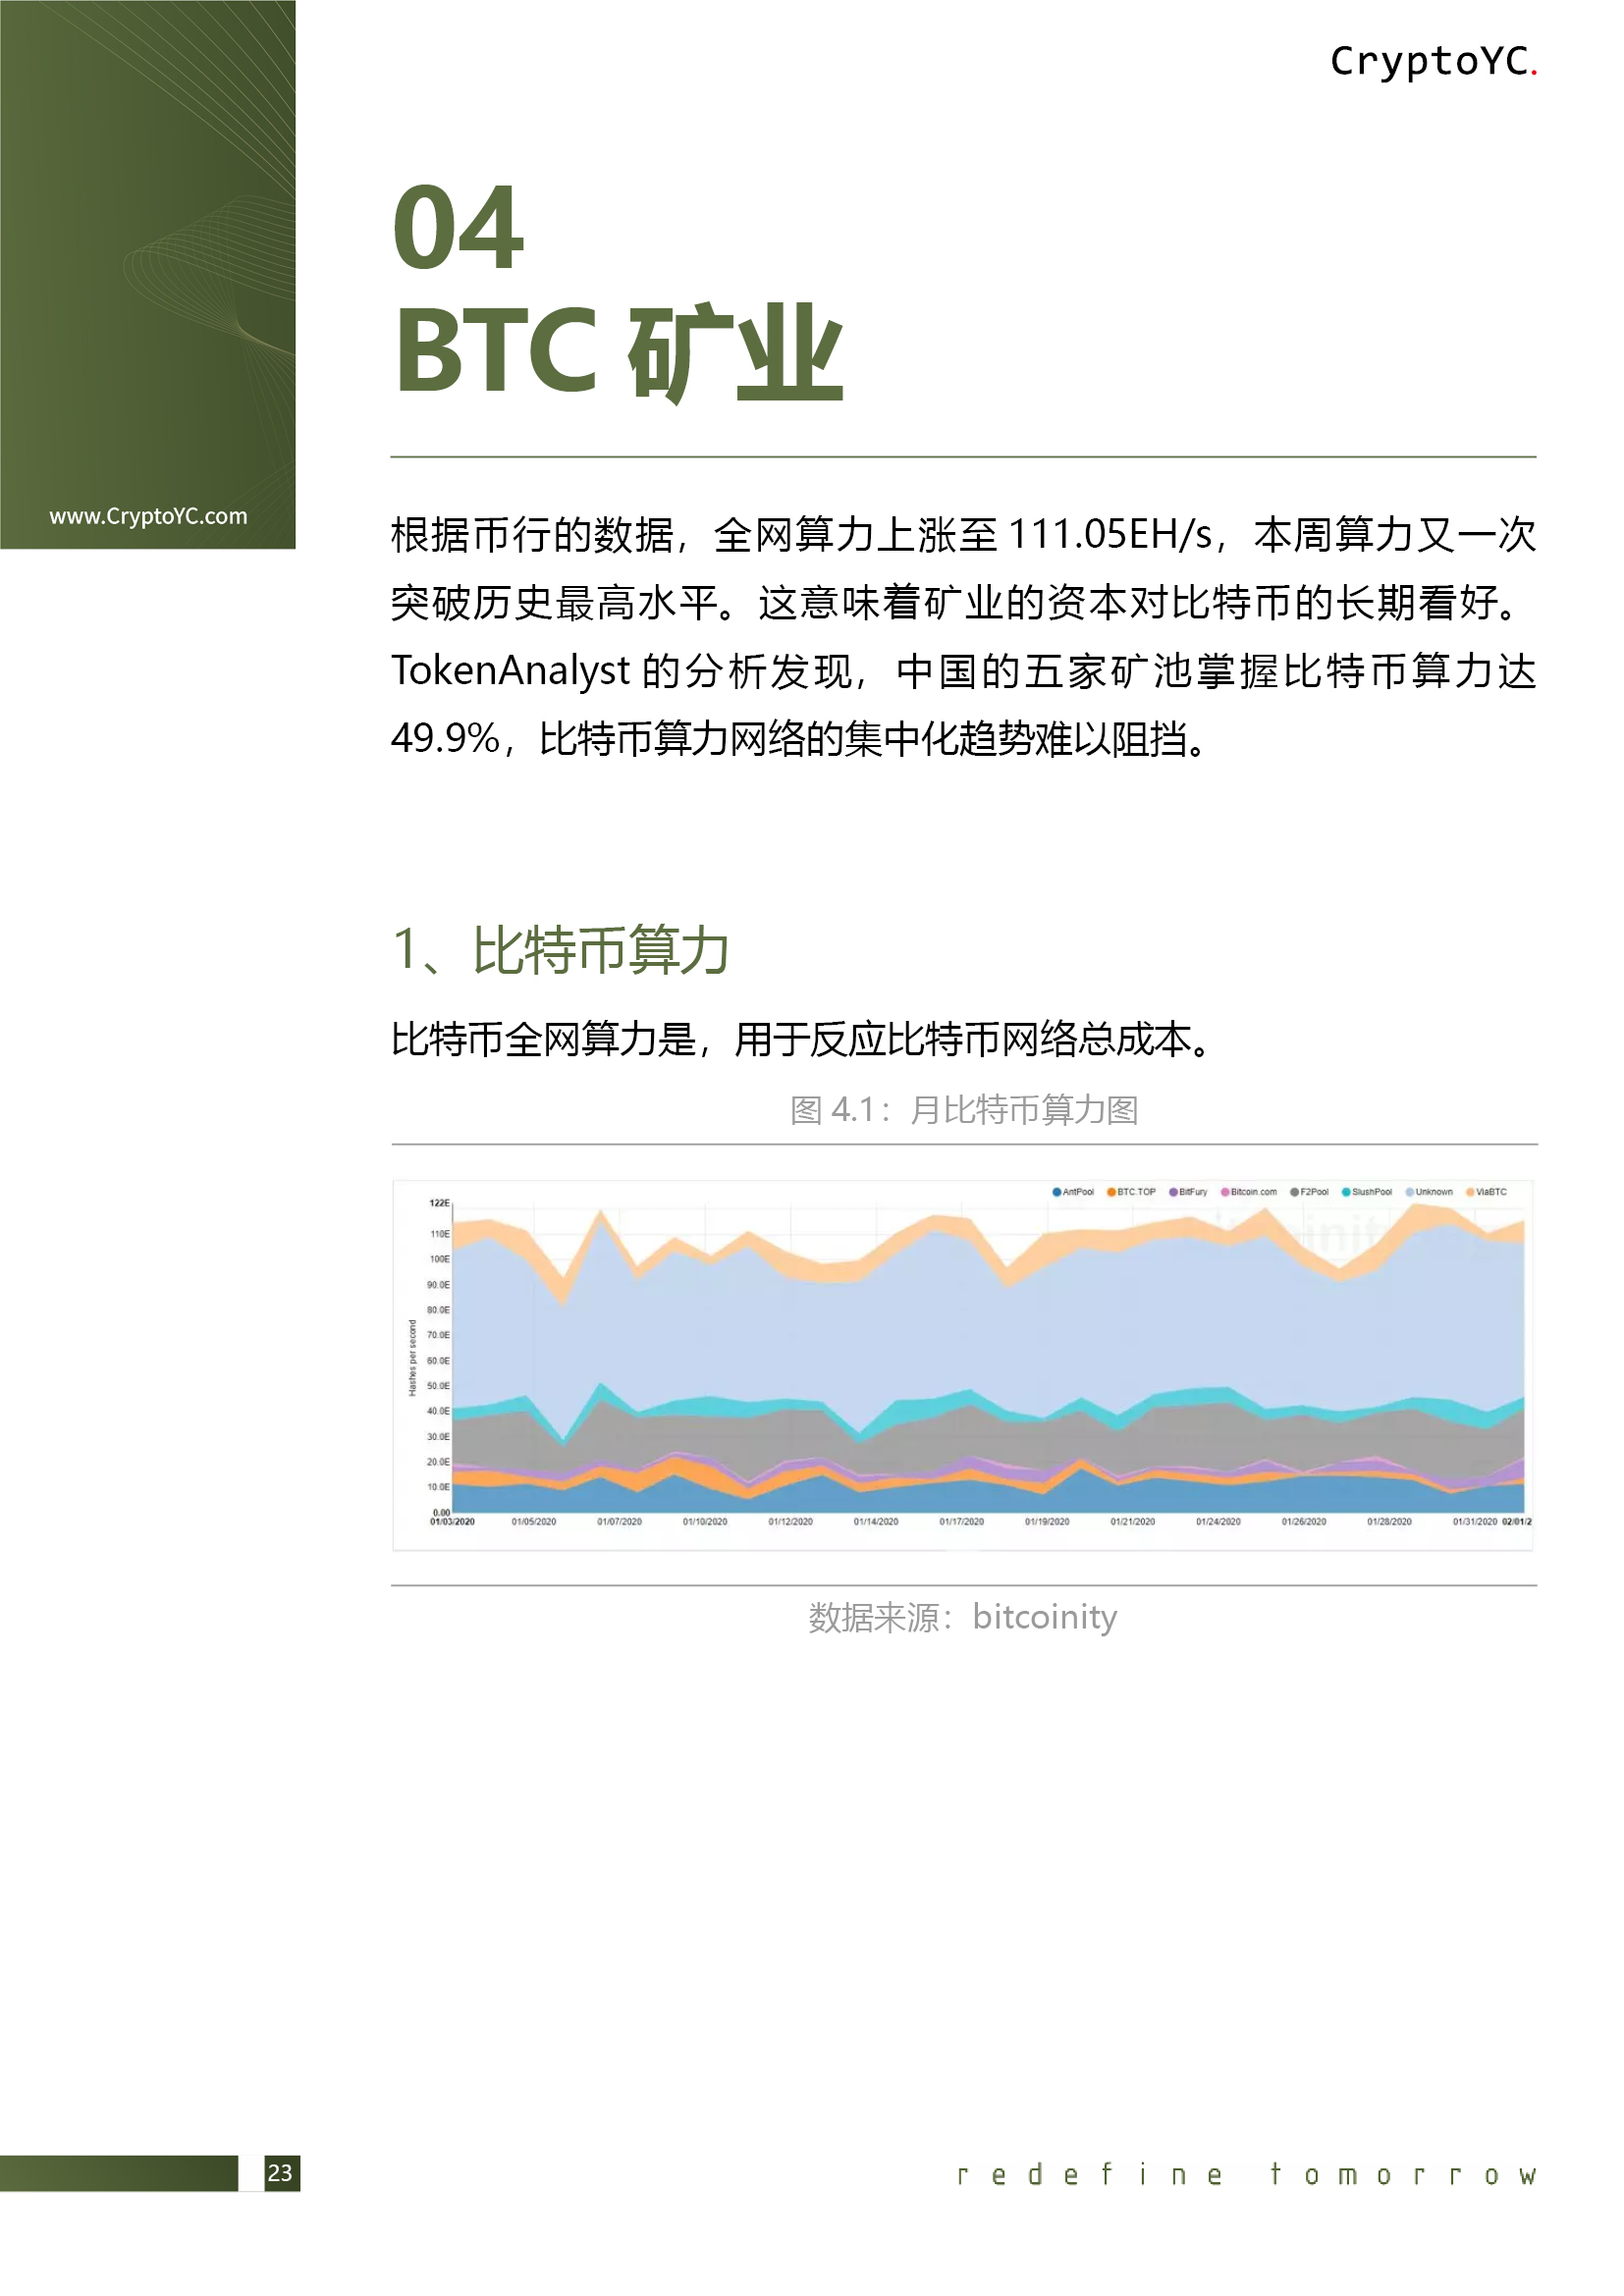 CryptoYC.
www.CryptoYC.com
04
BTC 矿业
根据币行的数据，全网算力上涨至 111.05EH/s，本周算力又一次
突破历史最高水平。这意味着矿业的资本对比特币的长期看好。
TokenAnalyst 的分析发现，中国的五家矿池掌握比特币算力达
49.9%，比特币算力网络的集中化趋势难以阻挡。
1、比特币算力
比特币全网算力是，用于反应比特币网络总成本。
图 4.1：月比特币算力图
AntPool BTC.TOP BitFury Bitcoin.com F2Pool SlushPool Unknown ViaBTC
122E
110E
100E
90.0E
80.0E
70.0E
60.0E
50.0E
40.0E
30.0E
20.0E
10.0E
0.00
Hashes per second
01/03/2020 01/05/2020 01/07/2020 01/10/2020 01/12/2020 01/14/2020 01/17/2020 01/19/2020 01/21/2020 01/24/2020 01/26/2020 01/28/2020 01/31/2020 02/01/2
数据来源：bitcoinity
23
redefine tomorrow